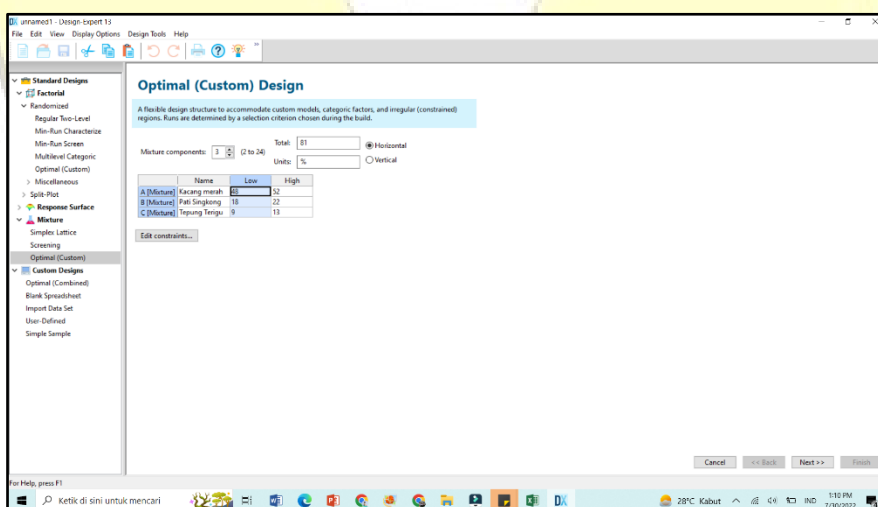 unnamed1 - Design-Expert 13
File Edit View Display Options Design Tools Help
Standard Designs
Factorial
Randomized
Regular Two-Level
Min-Run Characterize
Min-Run Screen
Multilevel Categoric
Optimal (Custom)
Miscellaneous
Split-Plot
Response Surface
Mixture
Simplex Lattice
Screening
Optimal (Custom)
Custom Designs
Optimal (Combined)
Blank Spreadsheet
Import Data Set
User-Defined
Simple Sample
Optimal (Custom) Design
A flexible design structure to accommodate custom models, categoric factors, and irregular (constrained)
regions. Runs are determined by a selection criterion chosen during the build.
Mixture components: 3 (2 to 24)
Total: 81
Units: %
Horizontal
Vertical
Name Low High
A [Mixture] Kacang merah 48 52
B [Mixture] Pati Singkong 18 22
C [Mixture] Tepung Terigu 9 13
Edit constraints...
Cancel << Back Next >> Finish
For Help, press F1
Ketik di sini untuk mencari
28°C Kabut
IND
1:10 PM
7/30/2022